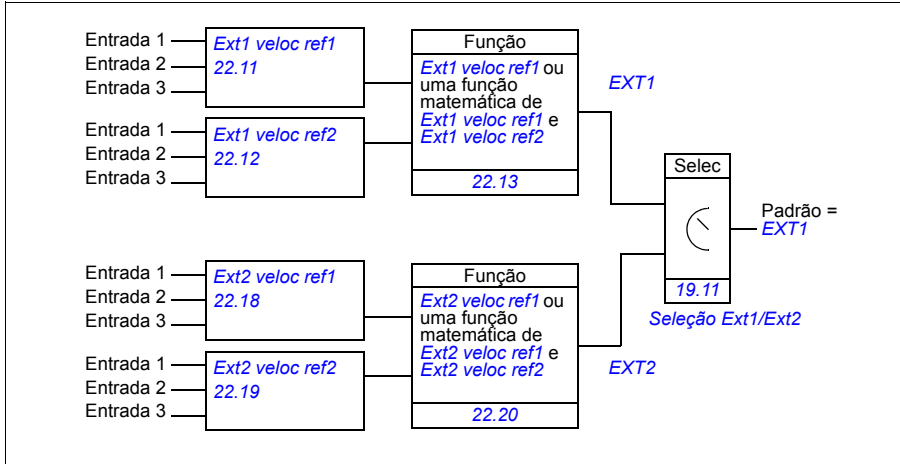 Entrada 1
Entrada 2
Entrada 3
Ext1 veloc ref1
22.11
Entrada 1
Entrada 2
Entrada 3
Ext1 veloc ref2
22.12
Função
Ext1 veloc ref1 ou
uma função
matemática de
Ext1 veloc ref1 e
Ext1 veloc ref2
22.13
EXT1
Entrada 1
Entrada 2
Entrada 3
Ext2 veloc ref1
22.18
Entrada 1
Entrada 2
Entrada 3
Ext2 veloc ref2
22.19
Função
Ext2 veloc ref1 ou
uma função
matemática de
Ext2 veloc ref1 e
Ext2 veloc ref2
22.20
EXT2
Selec
19.11
Seleção Ext1/Ext2
Padrão =
EXT1